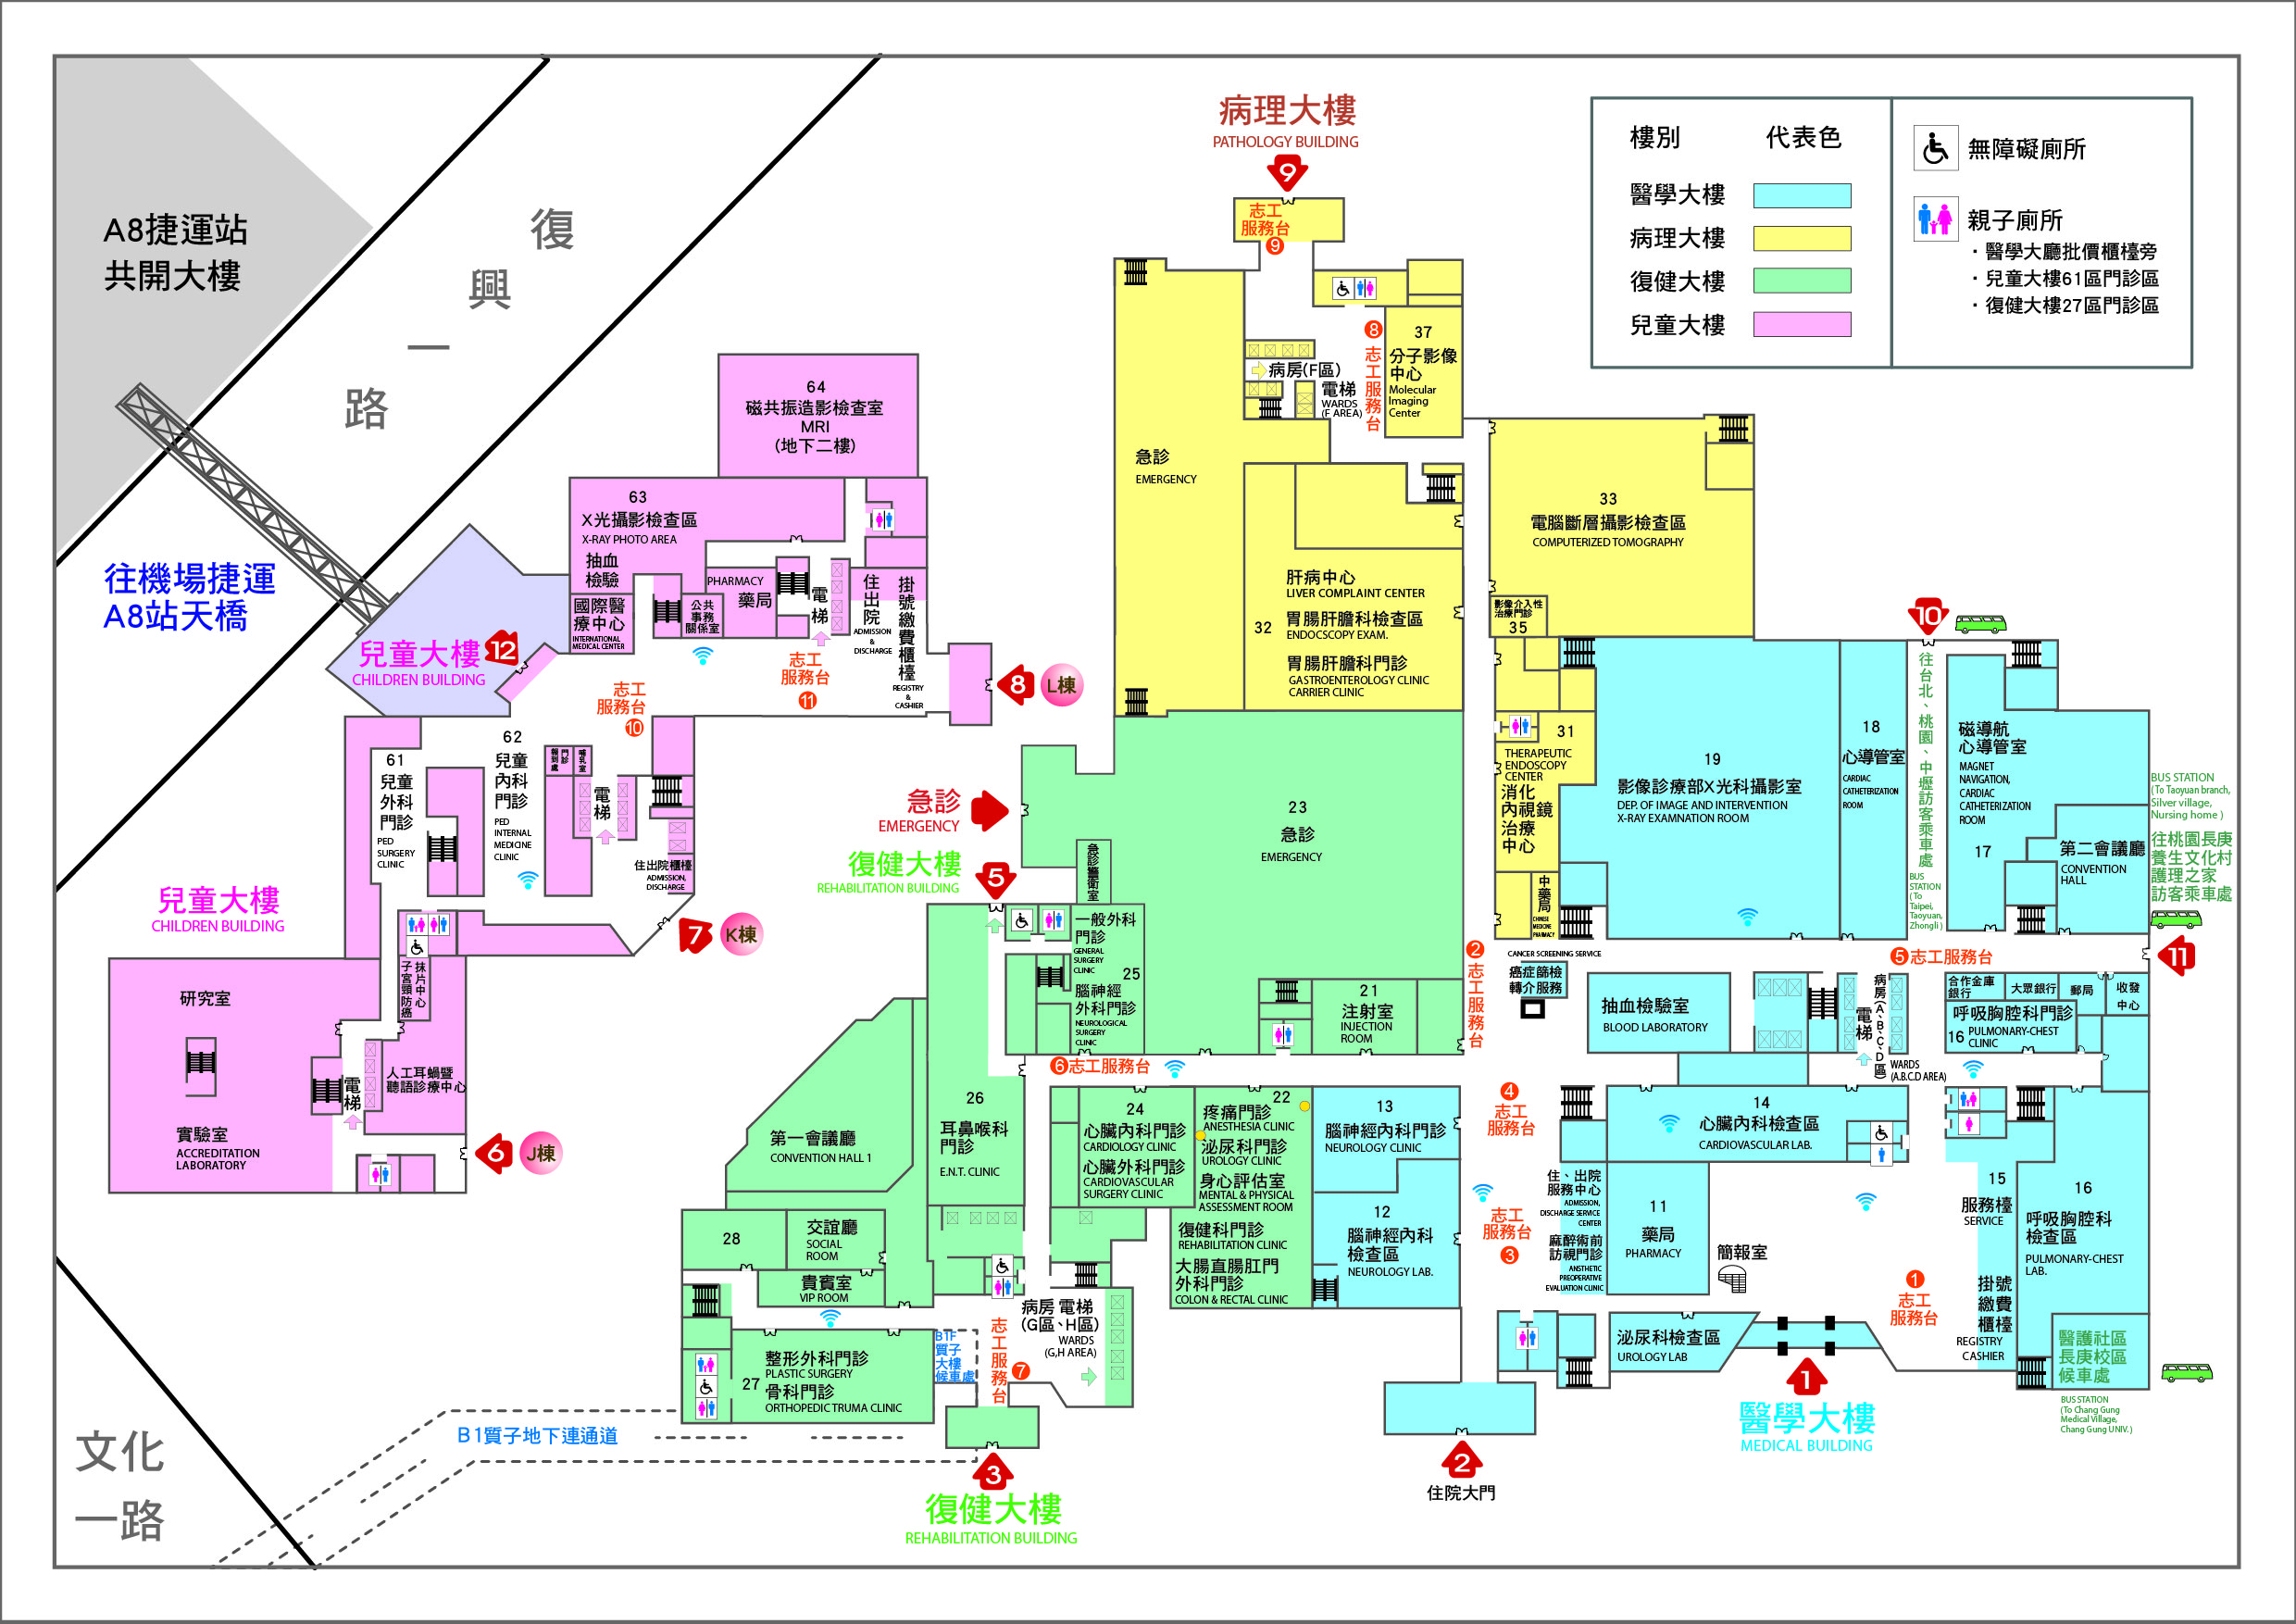 病理大樓
PATHOLOGY BUILDING
9
志工
服務台
9
樓別
代表色
醫學大樓
病理大樓
復健大樓
兒童大樓
無障礙廁所
親子廁所
・醫學大廳批價櫃檯旁
・兒童大樓61區門診區
・復健大樓27區門診區
A8捷運站
共開大樓
復
興
一
路
往機場捷運
A8站天橋
兒童大樓
12
CHILDREN BUILDING
64
磁共振造影檢查室
MRI
(地下二樓)
63
X光攝影檢查區
X-RAY PHOTO AREA
抽血
檢驗
國際醫
療中心
INTERNATIONAL
MEDICAL CENTER
公共
事務
關係室
PHARMACY
藥局
電梯
住出院
ADMISSION
&
DISCHARGE
掛號繳費櫃檯
REGISTRY
&
CASHIER
志工
服務台
11
志工
服務台
10
8
L棟
61
兒童
外科
門診
PED
SURGERY
CLINIC
62
兒童
內科
門診
PED
INTERNAL
MEDICINE
CLINIC
門診
報到處
哺乳室
電梯
住出院櫃檯
ADMISSION,
DISCHARGE
7
K棟
兒童大樓
CHILDREN BUILDING
研究室
實驗室
ACCREDITATION
LABORATORY
子宮頸防癌
抹片中心
人工耳蝸暨
聽語診療中心
電梯
6
J棟
急診
EMERGENCY
病房(F區)
電梯
WARDS
(F AREA)
8
志工服務台
37
分子影像
中心
Molecular
Imaging
Center
32
肝病中心
LIVER COMPLAINT CENTER
胃腸肝膽科檢查區
ENDOCSCOPY EXAM.
胃腸肝膽科門診
GASTROENTEROLOGY CLINIC
CARRIER CLINIC
33
電腦斷層攝影檢查區
COMPUTERIZED TOMOGRAPHY
影像介入性
治療門診
35
31
THERAPEUTIC
ENDOSCOPY
CENTER
消化
內視鏡
治療
中心
中藥局
CHINESE
MEDICINE
PHARMACY
19
影像診療部X光科攝影室
DEP. OF IMAGE AND INTERVENTION
X-RAY EXAMNATION ROOM
18
心導管室
CARDIAC
CATHETERIZATION
ROOM
10
往台北、桃園、中壢訪客乘車處
BUS
STATION
( To
Taipei,
Taoyuan,
Zhongli )
磁導航
心導管室
MAGNET
NAVIGATION,
CARDIAC
CATHETERIZATION
ROOM
17
第二會議廳
CONVENTION
HALL
BUS STATION
( To Taoyuan branch,
Silver village,
Nursing home )
往桃園長庚
養生文化村
護理之家
訪客乘車處
11
5志工服務台
急診
EMERGENCY
復健大樓
REHABILITATION BUILDING
5
急診警衛室
23
急診
EMERGENCY
一般外科
門診
GENERAL
SURGERY
CLINIC
25
腦神經
外科門診
NEUROLOGICAL
SURGERY
CLINIC
21
注射室
INJECTION
ROOM
6志工服務台
2
志工服務台
CANCER SCREENING SERVICE
癌症篩檢
轉介服務
抽血檢驗室
BLOOD LABORATORY
電梯
病房(A、B、C、D區)
WARDS
(A.B.C.D AREA)
合作金庫
銀行
大眾銀行
郵局
收發
中心
呼吸胸腔科門診
16 PULMONARY-CHEST
CLINIC
第一會議廳
CONVENTION HALL 1
26
耳鼻喉科
門診
E.N.T. CLINIC
24
心臟內科門診
CARDIOLOGY CLINIC
心臟外科門診
CARDIOVASCULAR
SURGERY CLINIC
22
疼痛門診
ANESTHESIA CLINIC
泌尿科門診
UROLOGY CLINIC
身心評估室
MENTAL & PHYSICAL
ASSESSMENT ROOM
復健科門診
REHABILITATION CLINIC
大腸直腸肛門
外科門診
COLON & RECTAL CLINIC
13
腦神經內科門診
NEUROLOGY CLINIC
12
腦神經內科
檢查區
NEUROLOGY LAB.
4
志工
服務台
志工
服務台
3
14
心臟內科檢查區
CARDIOVASCULAR LAB.
住、出院
服務中心
ADMISSION,
DISCHARGE SERVICE
CENTER
麻醉術前
訪視門診
ANSTHETIC
PREOPERATIVE
EVALUATION CLINIC
11
藥局
PHARMACY
簡報室
15
服務檯
SERVICE
16
呼吸胸腔科
檢查區
PULMONARY-CHEST
LAB.
1
志工
服務台
掛號
繳費
櫃檯
REGISTRY
CASHIER
醫護社區
長庚校區
候車處
BUS STATION
(To Chang Gung
Medical Village,
Chang Gung UNIV. )
泌尿科檢查區
UROLOGY LAB
1
醫學大樓
MEDICAL BUILDING
2
住院大門
28
交誼廳
SOCIAL
ROOM
貴賓室
VIP ROOM
27
整形外科門診
PLASTIC SURGERY
骨科門診
ORTHOPEDIC TRUMA CLINIC
B1F
質子
大樓
候車處
志工服務台
7
病房 電梯
(G區、H區)
WARDS
(G,H AREA)
B1質子地下連通道
3
復健大樓
REHABILITATION BUILDING
文化
一路